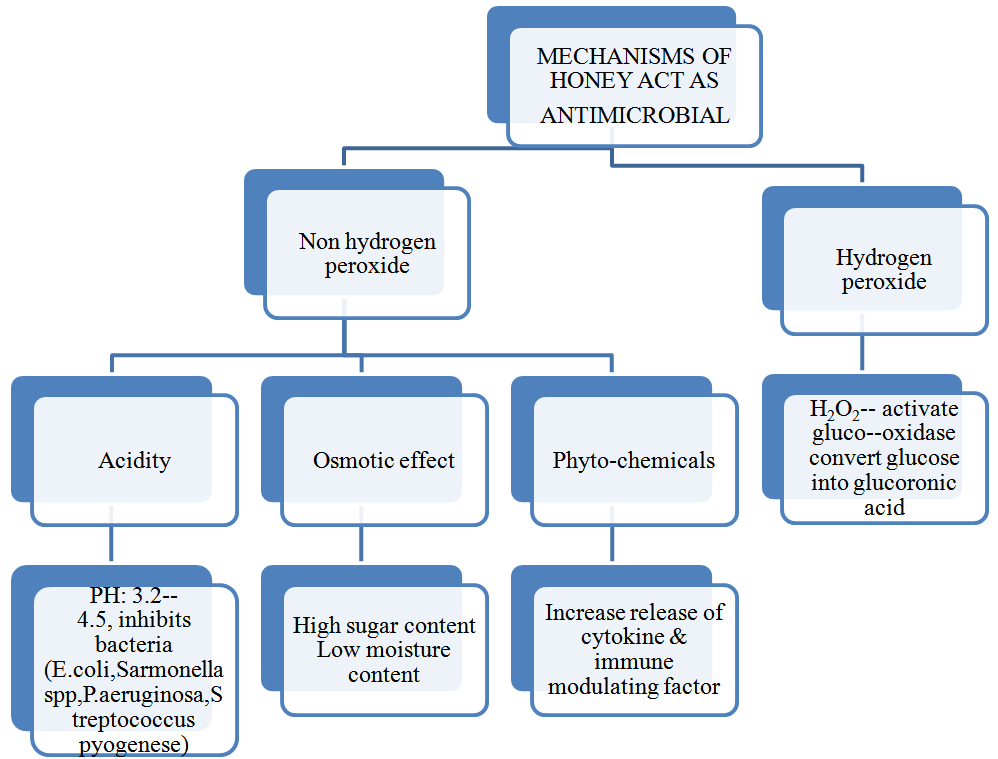 MECHANISMS OF
HONEY ACT AS
ANTIMICROBIAL
Non hydrogen
peroxide
Hydrogen
peroxide
Acidity
Osmotic effect
Phyto-chemicals
H₂O₂-- activate
gluco--oxidase
convert glucose
into glucoronic
acid
PH: 3.2--
4.5, inhibits
bacteria
(E.coli,Sarmonella
spp,P.aeruginosa,S
treptococcus
pyogenese)
High sugar content
Low moisture
content
Increase release of
cytokine &
immune
modulating factor